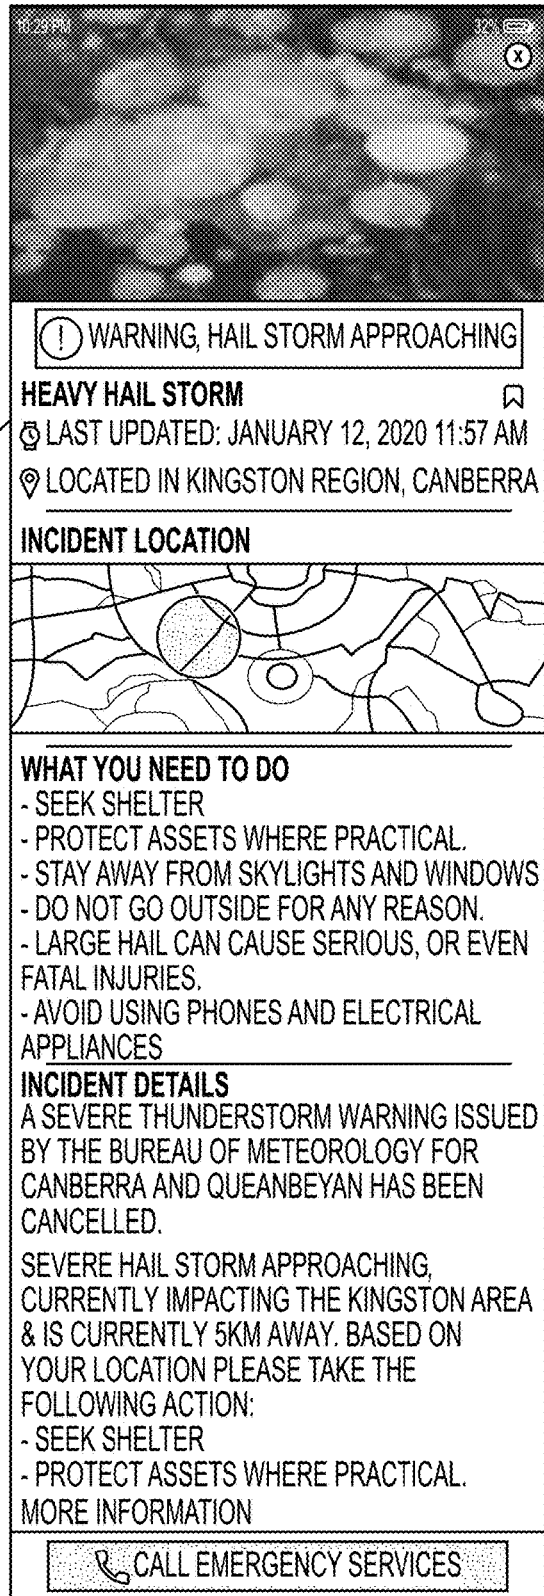 10:29 PM 32%
X
! WARNING, HAIL STORM APPROACHING
HEAVY HAIL STORM
LAST UPDATED: JANUARY 12, 2020 11:57 AM
LOCATED IN KINGSTON REGION, CANBERRA
INCIDENT LOCATION
WHAT YOU NEED TO DO
- SEEK SHELTER
- PROTECT ASSETS WHERE PRACTICAL.
- STAY AWAY FROM SKYLIGHTS AND WINDOWS
- DO NOT GO OUTSIDE FOR ANY REASON.
- LARGE HAIL CAN CAUSE SERIOUS, OR EVEN
FATAL INJURIES.
- AVOID USING PHONES AND ELECTRICAL
APPLIANCES
INCIDENT DETAILS
A SEVERE THUNDERSTORM WARNING ISSUED
BY THE BUREAU OF METEOROLOGY FOR
CANBERRA AND QUEANBEYAN HAS BEEN
CANCELLED.
SEVERE HAIL STORM APPROACHING,
CURRENTLY IMPACTING THE KINGSTON AREA
& IS CURRENTLY 5KM AWAY. BASED ON
YOUR LOCATION PLEASE TAKE THE
FOLLOWING ACTION:
- SEEK SHELTER
- PROTECT ASSETS WHERE PRACTICAL.
MORE INFORMATION
CALL EMERGENCY SERVICES